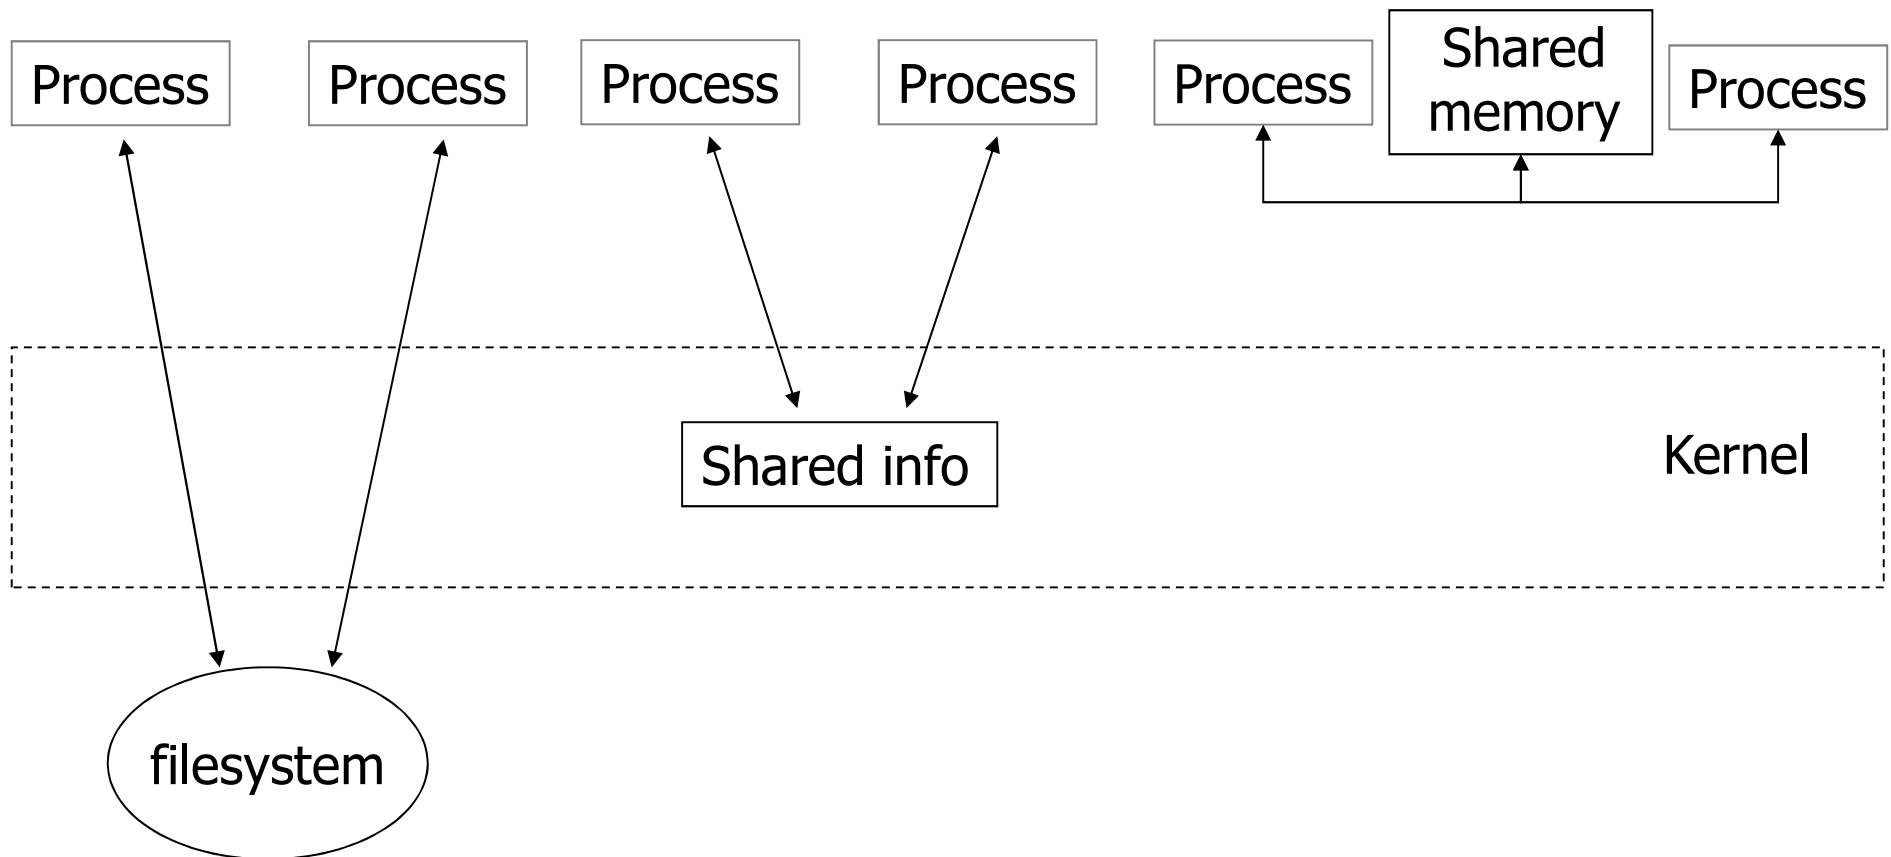 Process
Process
Process
Process
Process
Shared
memory
Process
Shared info
Kernel
filesystem